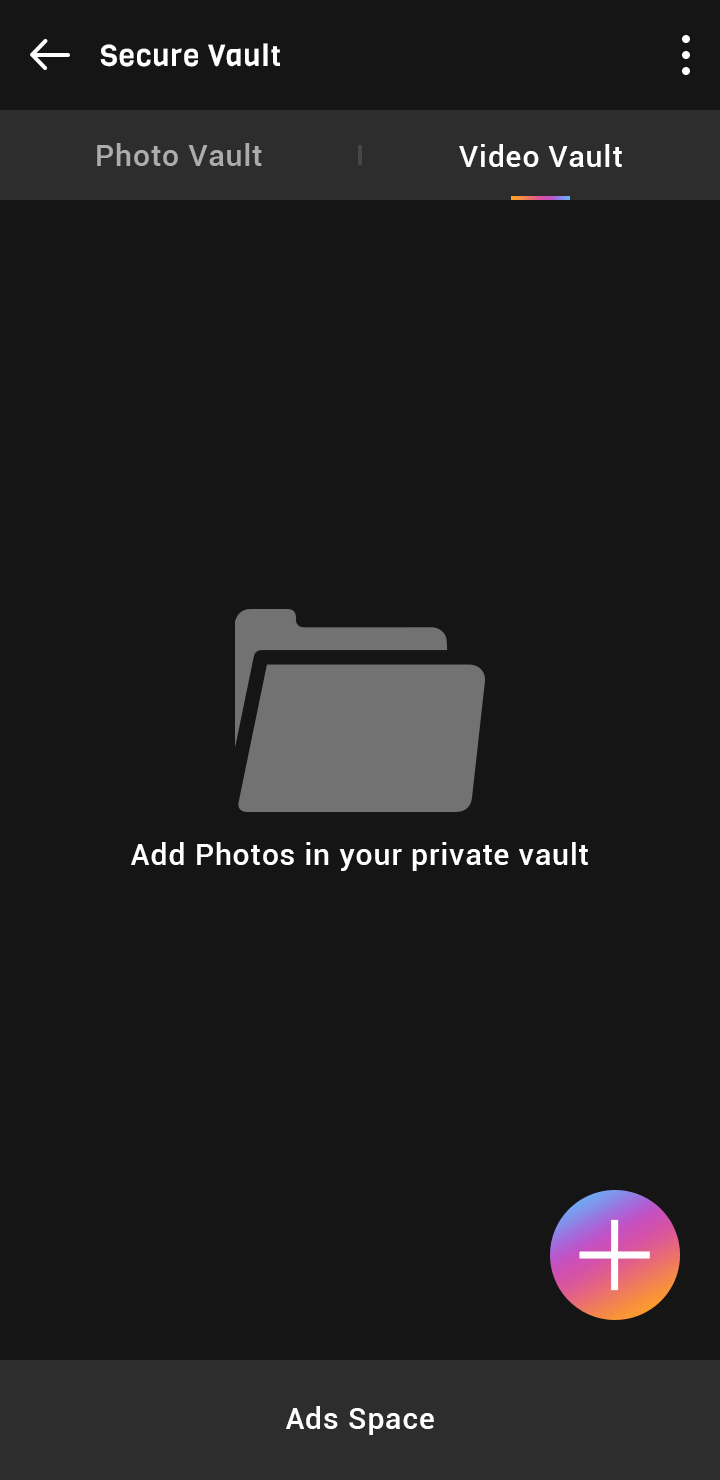 Secure Vault
Photo Vault
Video Vault
Add Photos in your private vault
Ads Space